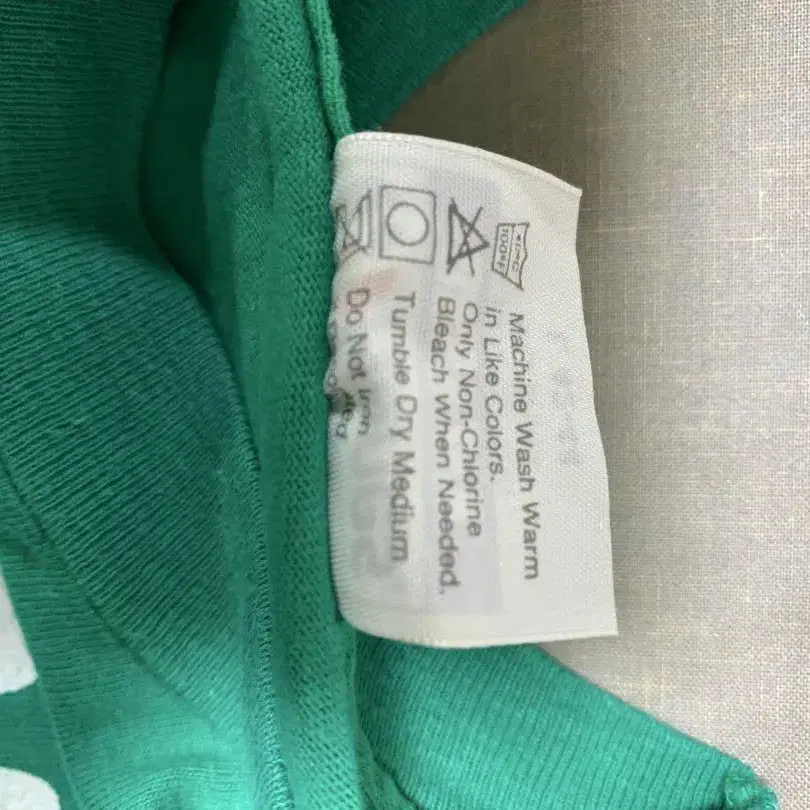 100°F
Machine Wash Warm
in Like Colors.
Only Non-Chlorine
Bleach When Needed.
Tumble Dry Medium
Do Not Iron